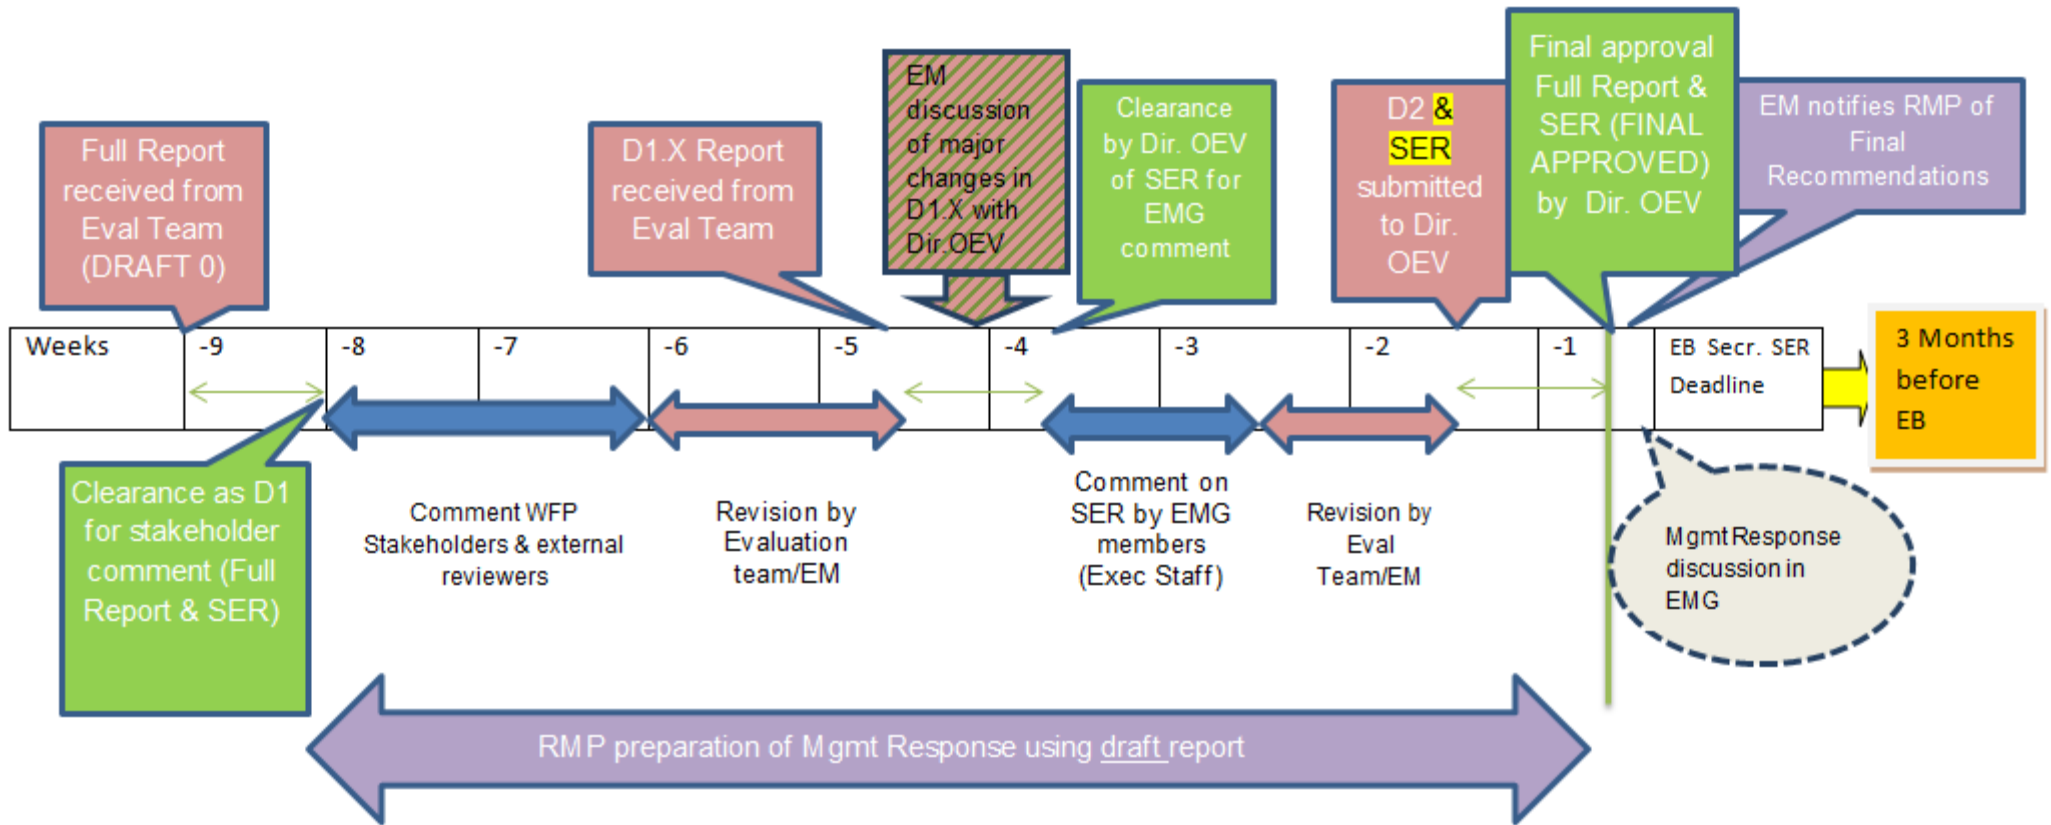 Full Report
received from
Eval Team
(DRAFT 0)
D1.X Report
received from
Eval Team
EM
discussion
of major
changes in
D1.X with
Dir.OEV
Clearance
by Dir. OEV
of SER for
EMG
comment
D2 &
SER
submitted
to Dir.
OEV
Final approval
Full Report &
SER (FINAL
APPROVED)
by Dir. OEV
EM notifies RMP of
Final
Recommendations
Weeks
-9
-8
-7
-6
-5
-4
-3
-2
-1
EB Secr. SER
Deadline
3 Months
before
EB
Clearance as D1
for stakeholder
comment (Full
Report & SER)
Comment WFP
Stakeholders & external
reviewers
Revision by
Evaluation
team/EM
Comment on
SER by EMG
members
(Exec Staff)
Revision by
Eval
Team/EM
Mgmt Response
discussion in
EMG
RMP preparation of Mgmt Response using draft report